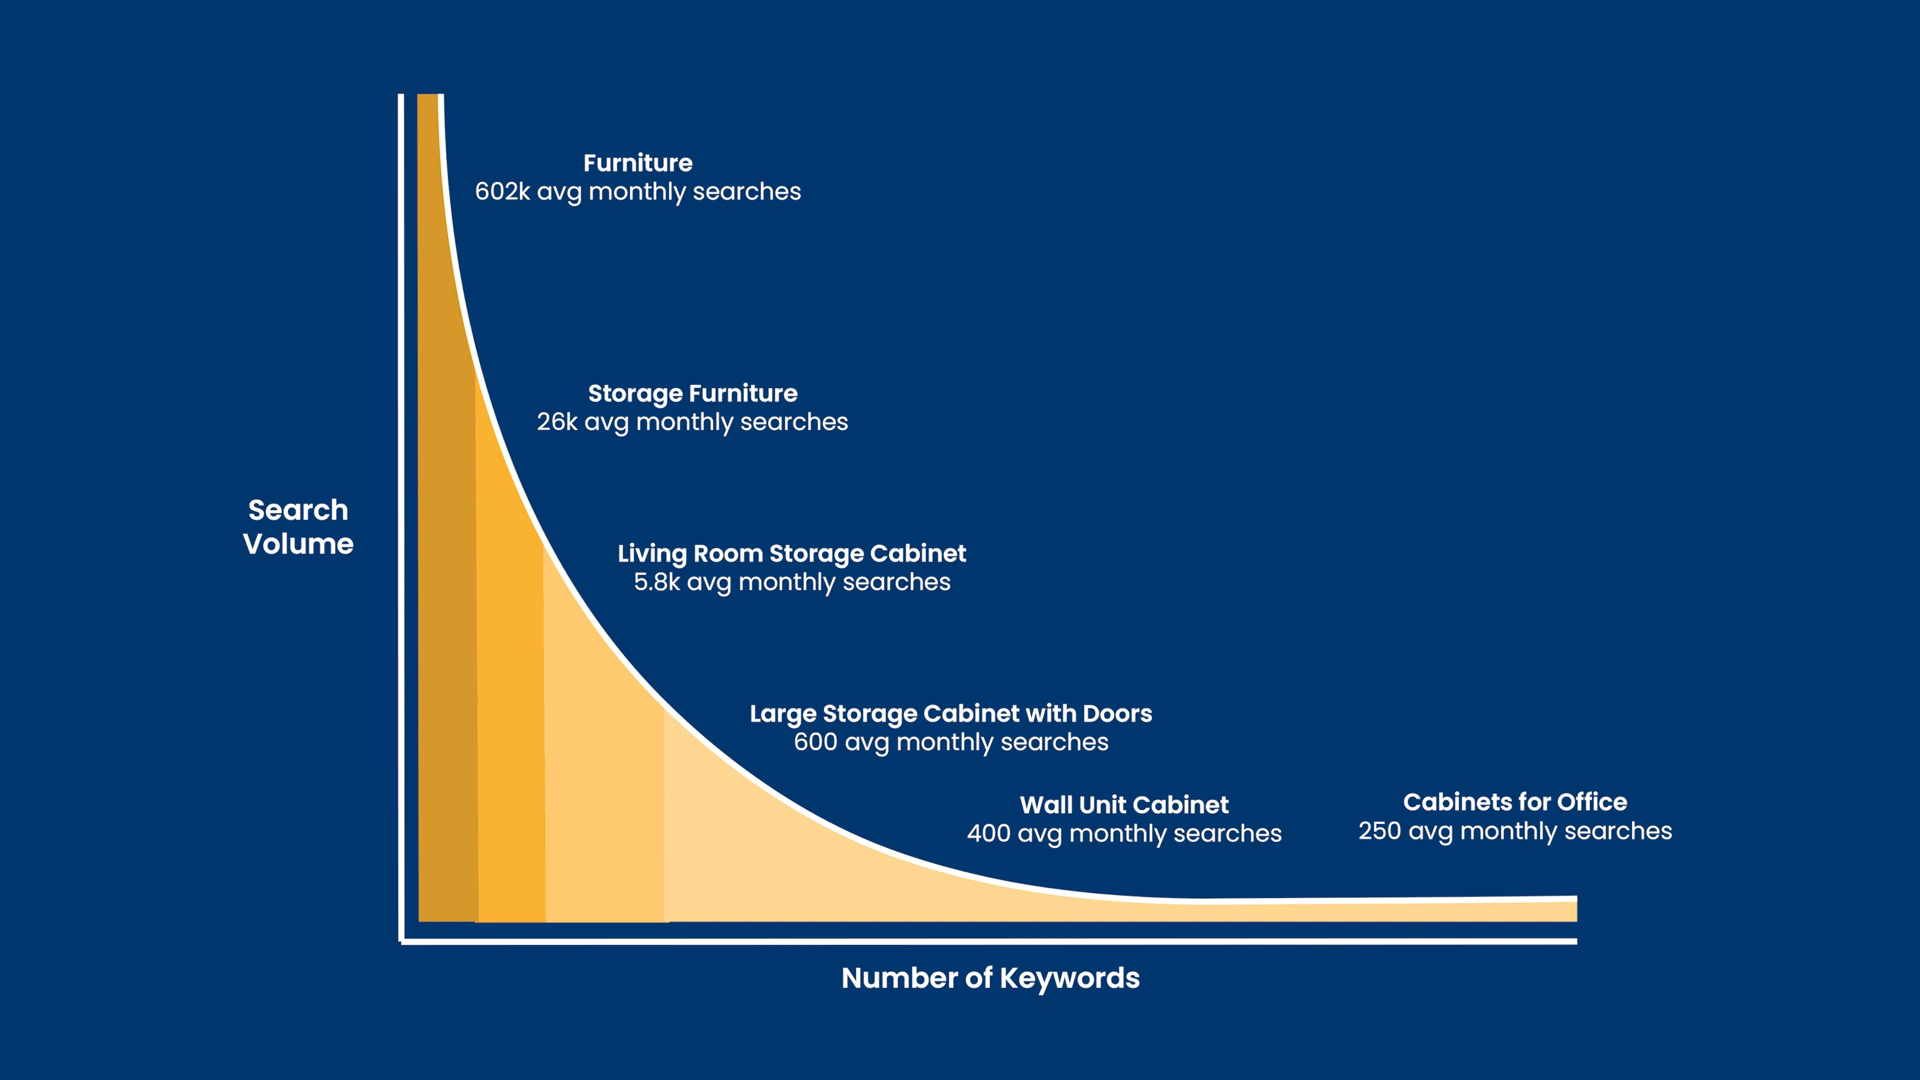 Furniture
602k avg monthly searches
Storage Furniture
26k avg monthly searches
Search
Volume
Living Room Storage Cabinet
5.8k avg monthly searches
Large Storage Cabinet with Doors
600 avg monthly searches
Wall Unit Cabinet
400 avg monthly searches
Cabinets for Office
250 avg monthly searches
Number of Keywords